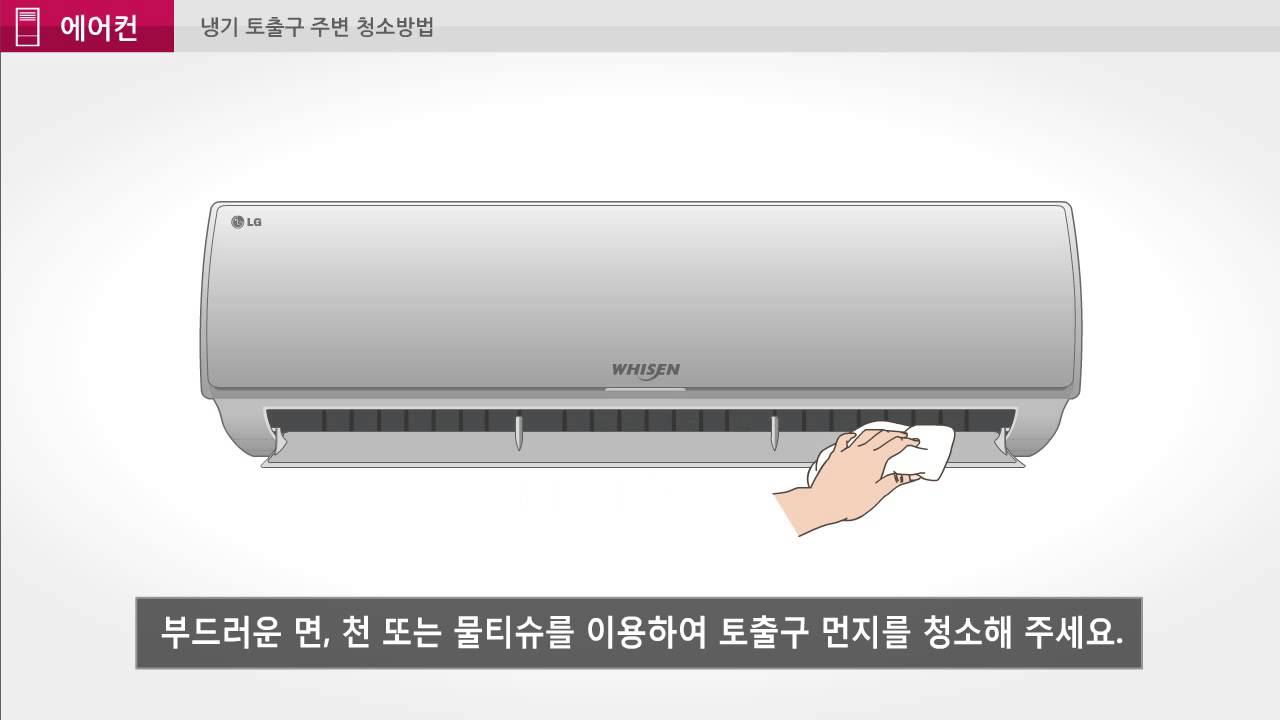 에어컨
냉기 토출구 주변 청소방법
LG
WHISEN
부드러운 면, 천 또는 물티슈를 이용하여 토출구 먼지를 청소해 주세요.